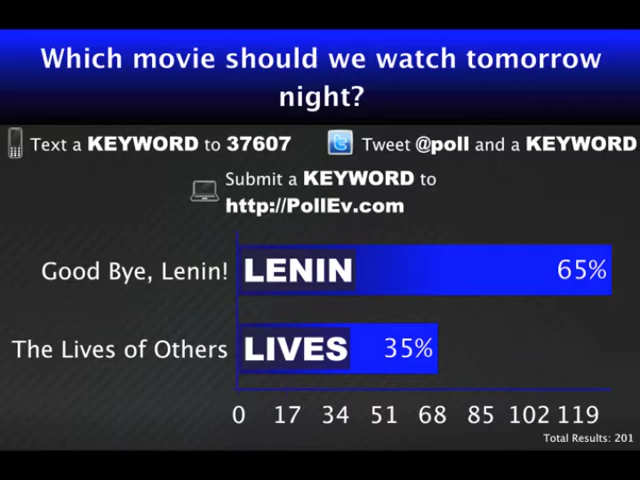 Which movie should we watch tomorrow
night?
Text a KEYWORD to 37607 Tweet @poll and a KEYWORD
Submit a KEYWORD to
http://PollEv.com
Good Bye, Lenin! LENIN 65%
The Lives of Others LIVES 35%
0 17 34 51 68 85 102 119
Total Results: 201